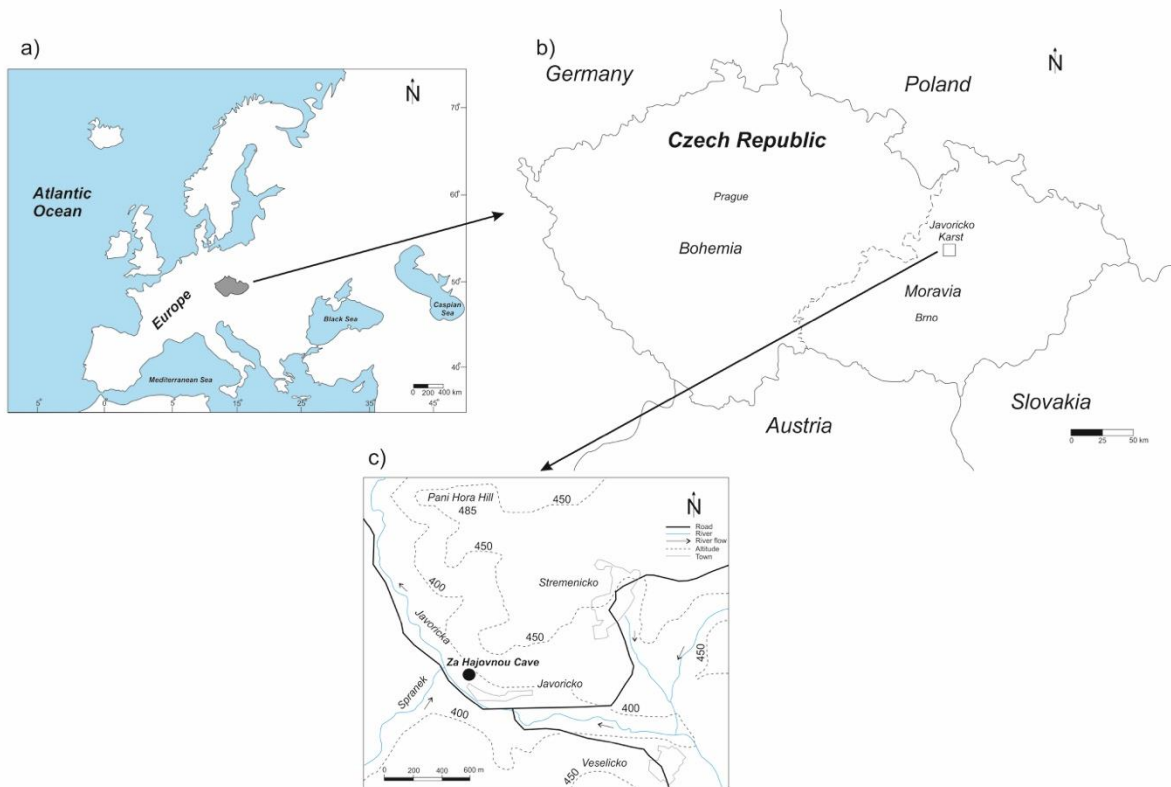 a)
N
70°
60°
50°
40°
Atlantic
Ocean
Europe
Black Sea
Caspian
Sea
Mediterranean Sea
0 200 400 km
5° 0° 5° 15° 25° 35° 45°
b)
N
Germany
Poland
Czech Republic
Prague
Bohemia
Javoricko
Karst
Moravia
Brno
Austria
Slovakia
0 25 50 km
c)
N
Pani Hora Hill
485
450
450
400
Road
River
River flow
Altitude
Town
Stremenicko
Javoricka
450
450
Za Hajovnou Cave
Javoricko
Spranek
400
400
Veselicko
450
0 200 400 600 m